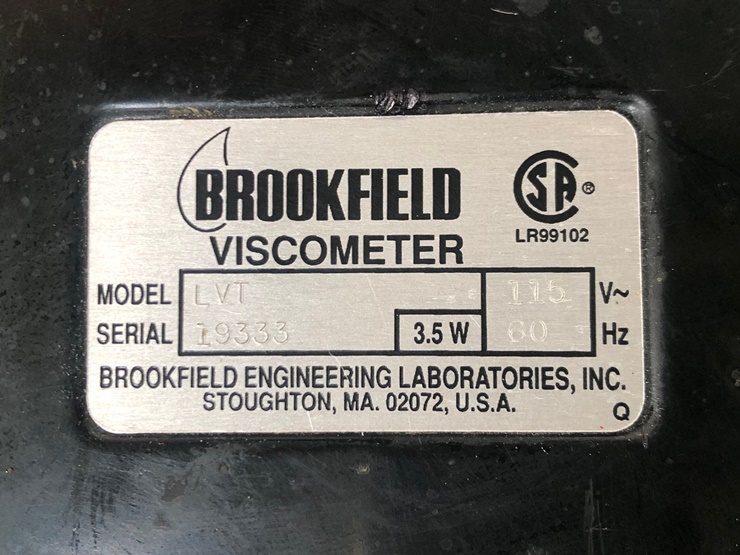 BROOKFIELD
SA ®
LR99102
VISCOMETER
MODEL LVT 115 V~
SERIAL 19333 3.5 W 60 Hz
BROOKFIELD ENGINEERING LABORATORIES, INC.
STOUGHTON, MA. 02072, U.S.A.
Q